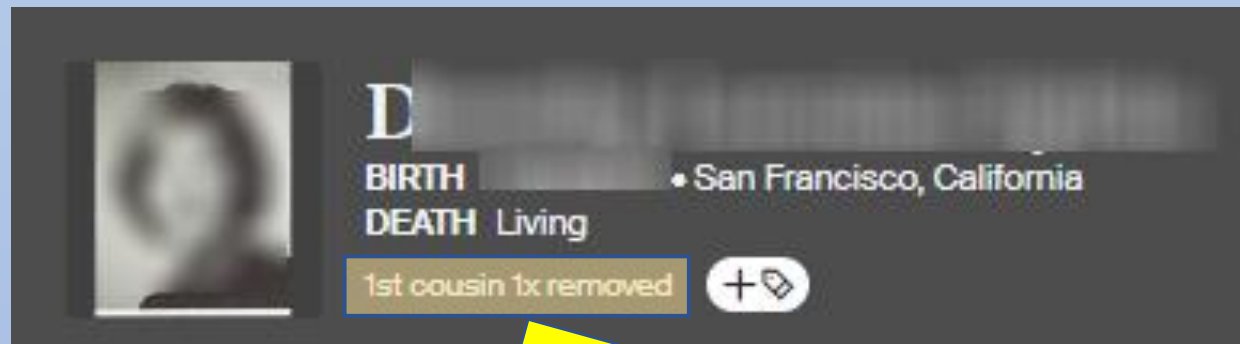 D
BIRTH • San Francisco, California
DEATH Living
1st cousin 1x removed